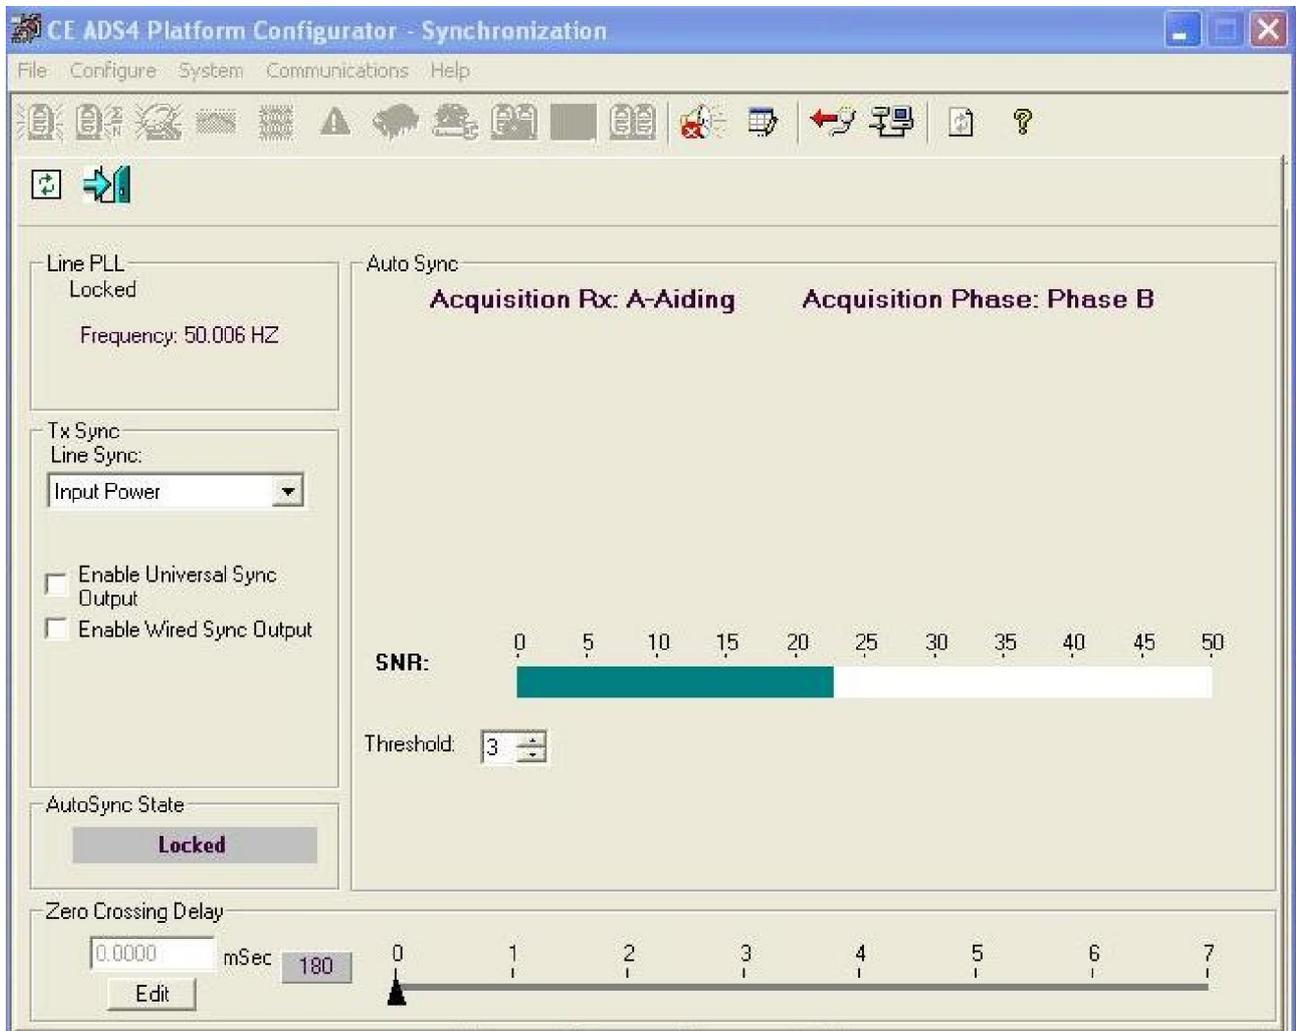 CE ADS4 Platform Configurator - Synchronization
File Configure System Communications Help
Line PLL
Locked
Frequency: 50.006 HZ
Tx Sync
Line Sync:
Input Power
Enable Universal Sync
Output
Enable Wired Sync Output
AutoSync State
Locked
Auto Sync
Acquisition Rx: A-Aiding Acquisition Phase: Phase B
0 5 10 15 20 25 30 35 40 45 50
SNR:
Threshold: 3
Zero Crossing Delay
0.0000 mSec 180
Edit
0 1 2 3 4 5 6 7